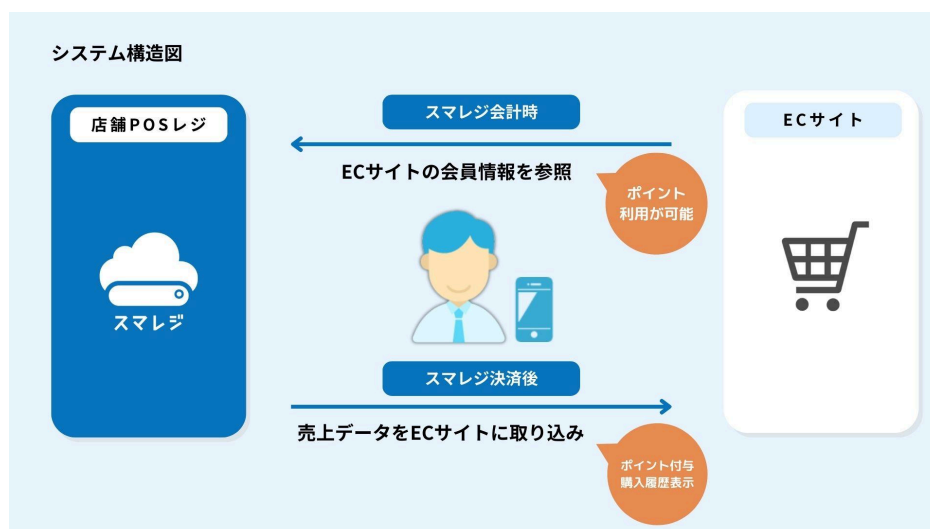 システム構造図
店舗POSレジ
スマレジ会計時
ECサイト
ECサイトの会員情報を参照
ポイント
利用が可能
スマレジ
スマレジ決済後
売上データをECサイトに取り込み
ポイント付与
購入履歴表示